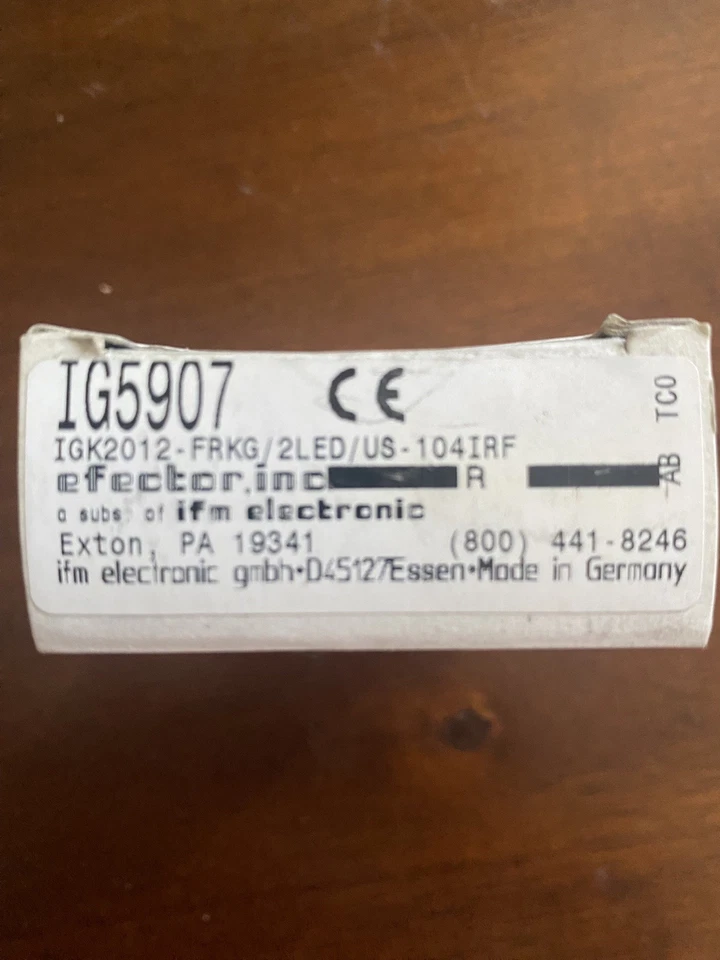 IG5907 CE
IGK2012-FRKG/2LED/US-104IRF
efector,inc R
a subs. of ifm electronic
Exton, PA 19341 (800) 441-8246
ifm electronic gmbh•D45127Essen•Made in Germany
AB TCO